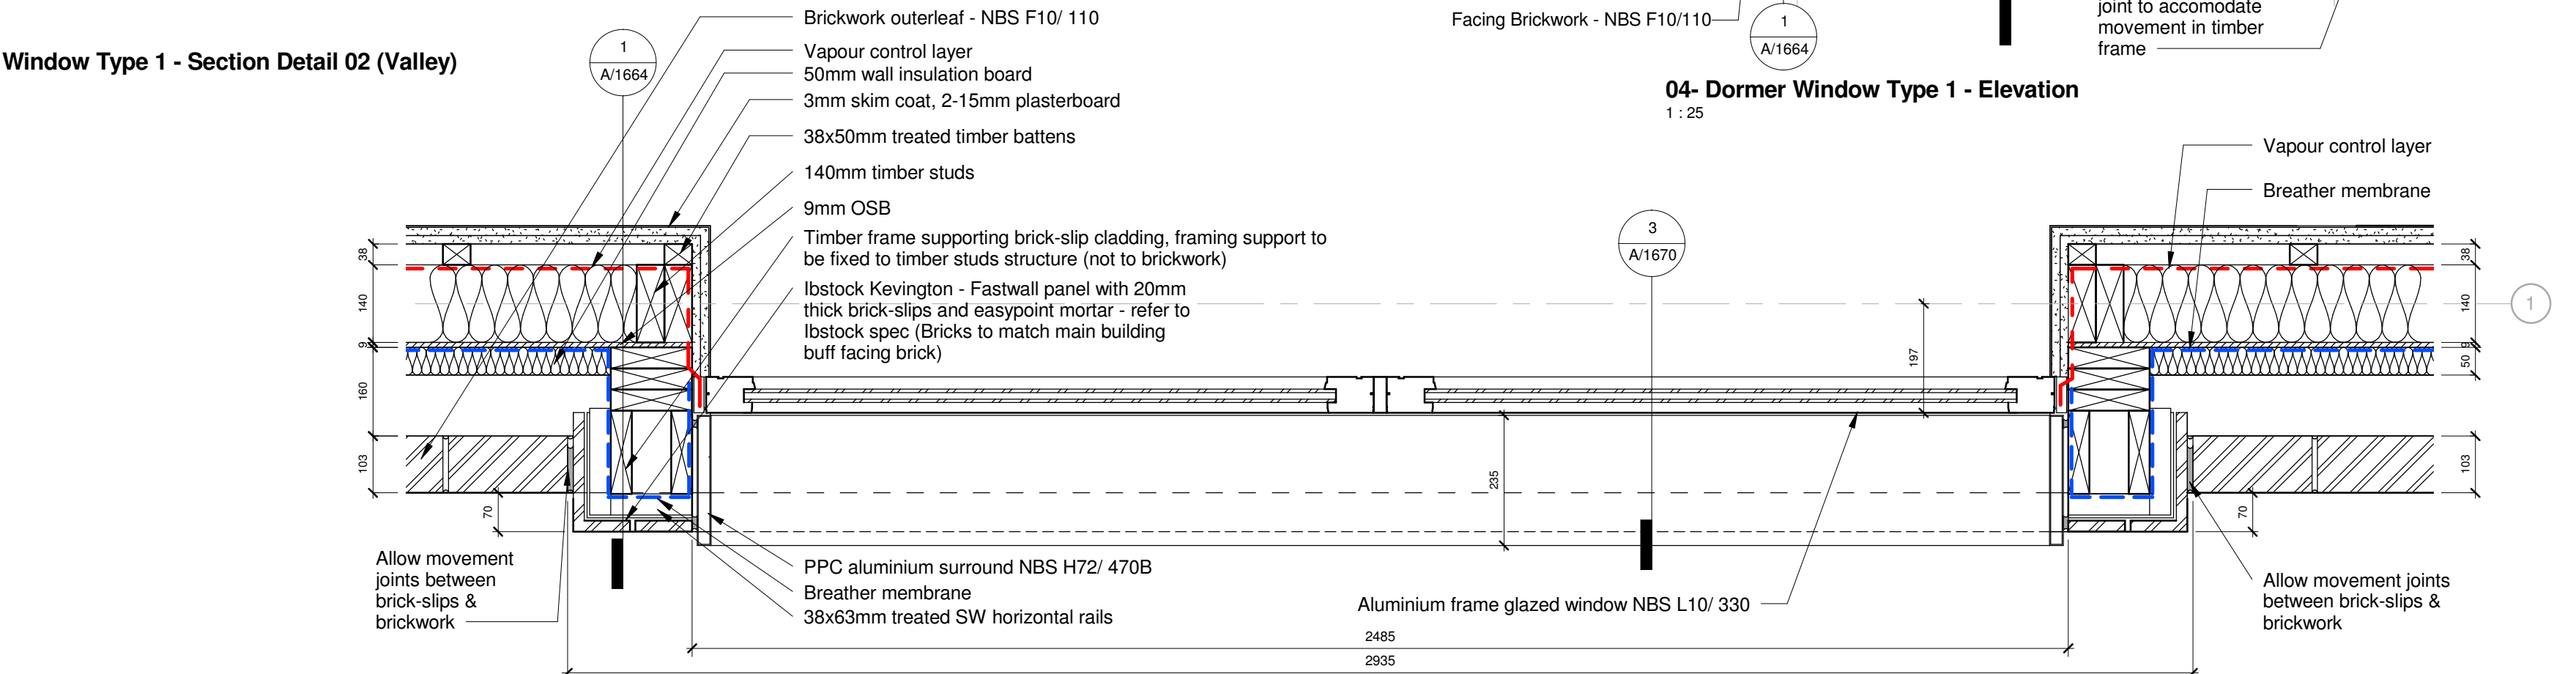 Window Type 1 - Section Detail 02 (Valley)
1
A/1664
Brickwork outerleaf - NBS F10/ 110
Vapour control layer
50mm wall insulation board
3mm skim coat, 2-15mm plasterboard
38x50mm treated timber battens
140mm timber studs
9mm OSB
Timber frame supporting brick-slip cladding, framing support to
be fixed to timber studs structure (not to brickwork)
Ibstock Kevington - Fastwall panel with 20mm
thick brick-slips and easypoint mortar - refer to
Ibstock spec (Bricks to match main building
buff facing brick)
Facing Brickwork - NBS F10/110
1
A/1664
joint to accomodate
movement in timber
frame
04- Dormer Window Type 1 - Elevation
1 : 25
Vapour control layer
Breather membrane
3
A/1670
1
38
140
9
160
103
70
197
235
38
140
9
50
103
70
Allow movement
joints between
brick-slips &
brickwork
PPC aluminium surround NBS H72/ 470B
Breather membrane
38x63mm treated SW horizontal rails
Aluminium frame glazed window NBS L10/ 330
Allow movement joints
between brick-slips &
brickwork
2485
2935